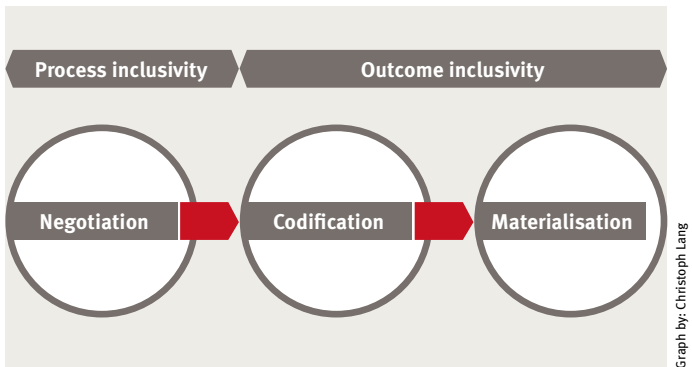 Process inclusivity
Outcome inclusivity
Negotiation
Codification
Materialisation
Graph by: Christoph Lang